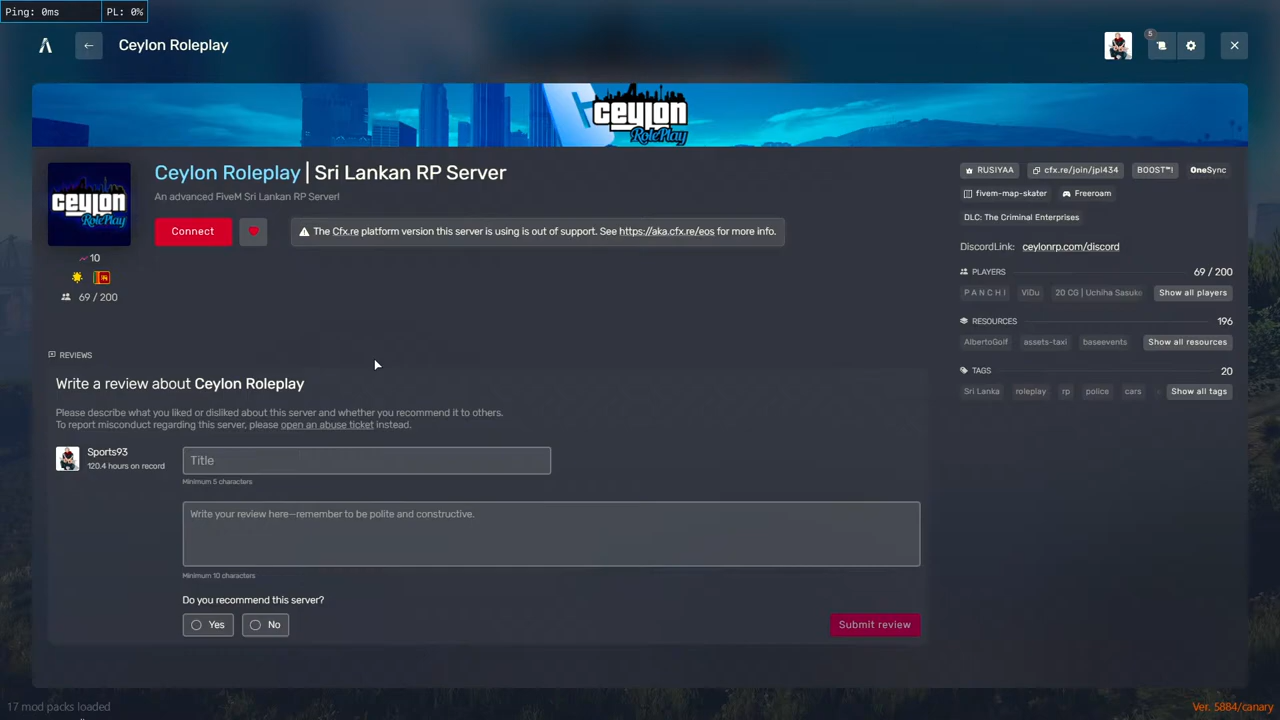 Ping: 0ms PL: 0%
Ceylon Roleplay
5
ceylon
RolePlay
ceylon
RolePlay
Ceylon Roleplay | Sri Lankan RP Server
An advanced FiveM Sri Lankan RP Server!
Connect
The Cfx.re platform version this server is using is out of support. See https://aka.cfx.re/eos for more info.
10
69 / 200
RUSIYAA cfx.re/join/jpl434 BOOST™! OneSync
fivem-map-skater Freeroam
DLC: The Criminal Enterprises
DiscordLink: ceylonrp.com/discord
PLAYERS 69 / 200
P A N C H I ViDu 20 CG | Uchiha Sasuke Show all players
RESOURCES 196
AlbertoGolf assets-taxi baseevents Show all resources
TAGS 20
Sri Lanka roleplay rp police cars Show all tags
REVIEWS
Write a review about Ceylon Roleplay
Please describe what you liked or disliked about this server and whether you recommend it to others.
To report misconduct regarding this server, please open an abuse ticket instead.
Sports93
120.4 hours on record
Title
Minimum 5 characters
Write your review here—remember to be polite and constructive.
Minimum 10 characters
Do you recommend this server?
Yes No
Submit review
17 mod packs loaded
Ver. 5884/canary